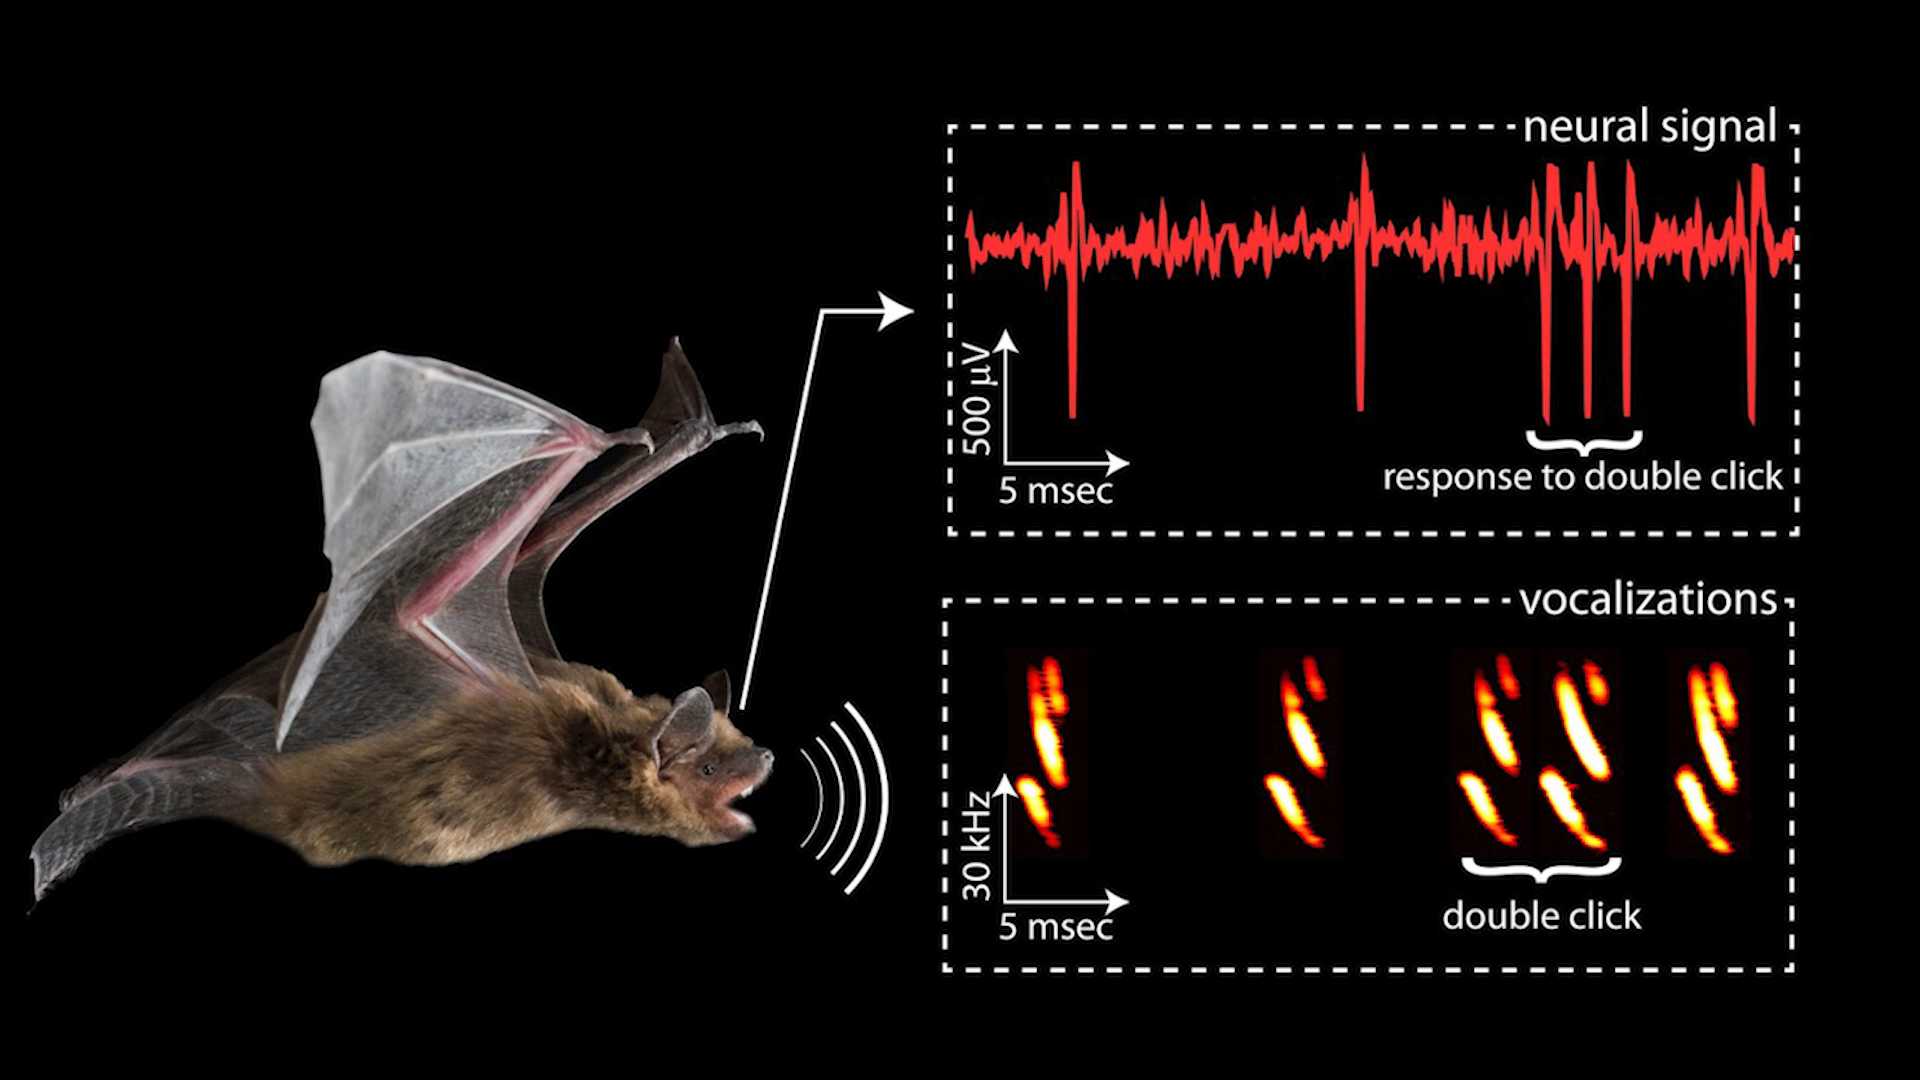 neural signal
500 µV
5 msec
response to double click
vocalizations
30 kHz
5 msec
double click